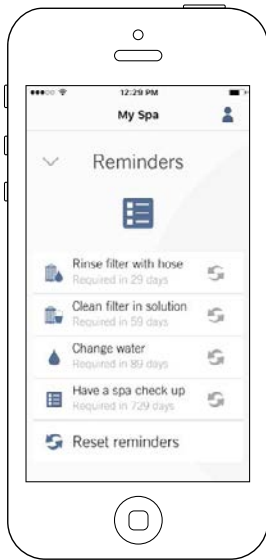 12:29 PM
My Spa
Reminders
Rinse filter with hose
Required in 29 days
Clean filter in solution
Required in 59 days
Change water
Required in 89 days
Have a spa check up
Required in 729 days
Reset reminders